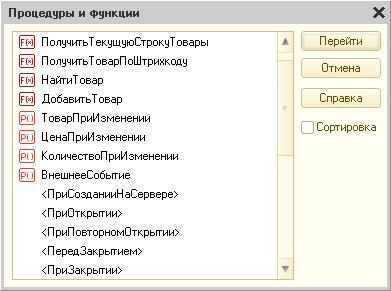 Процедуры и функции
F(x) ПолучитьТекущуюСтрокуТовары
F(x) ПолучитьТоварПоШтрихкоду
F(x) НайтиТовар
F(x) ДобавитьТовар
P() ТоварПриИзменении
P() ЦенаПриИзменении
P() КоличествоПриИзменении
P() ВнешнееСобытие
<ПриСозданииНаСервере>
<ПриОткрытии>
<ПриПовторномОткрытии>
<ПередЗакрытием>
<ПриЗакрытии>
Перейти
Отмена
Справка
Сортировка